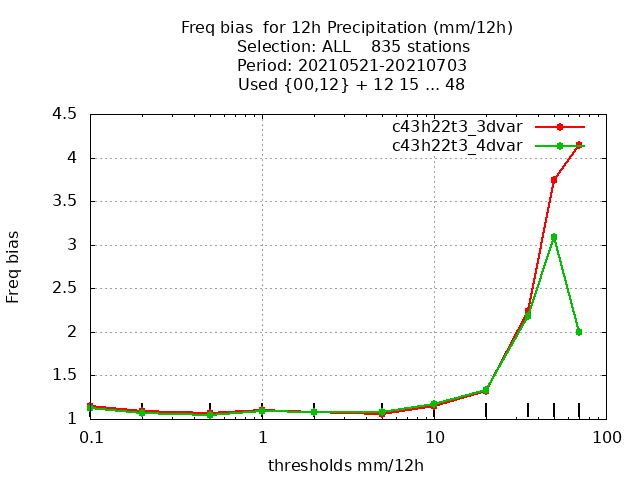 Freq bias  for 12h Precipitation (mm/12h)
Selection: ALL    835 stations
Period: 20210521-20210703
Used {00,12} + 12 15 ... 48
c43h22t3_3dvar
c43h22t3_4dvar
4.5
4
3.5
3
2.5
2
1.5
1
Freq bias
0.1 1 10 100
thresholds mm/12h